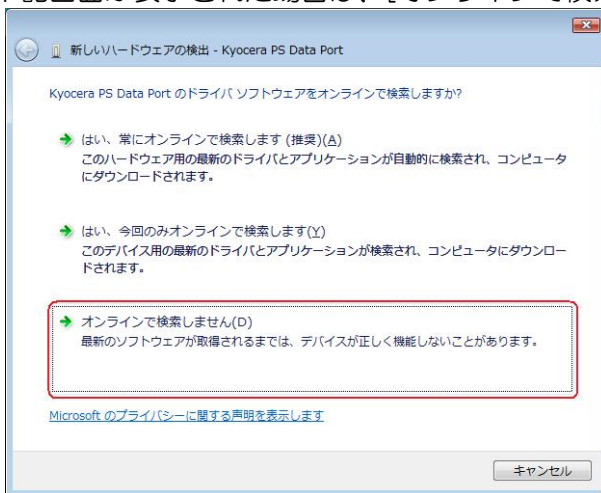 新しいハードウェアの検出 - Kyocera PS Data Port
Kyocera PS Data Port のドライバ ソフトウェアをオンラインで検索しますか?
はい、常にオンラインで検索します (推奨)(A)
このハードウェア用の最新のドライバとアプリケーションが自動的に検索され、コンピュータ
にダウンロードされます。
はい、今回のみオンラインで検索します(Y)
このデバイス用の最新のドライバとアプリケーションが検索され、コンピュータにダウンロー
ドされます。
オンラインで検索しません(D)
最新のソフトウェアが取得されるまでは、デバイスが正しく機能しないことがあります。
Microsoft のプライバシーに関する声明を表示します
キャンセル